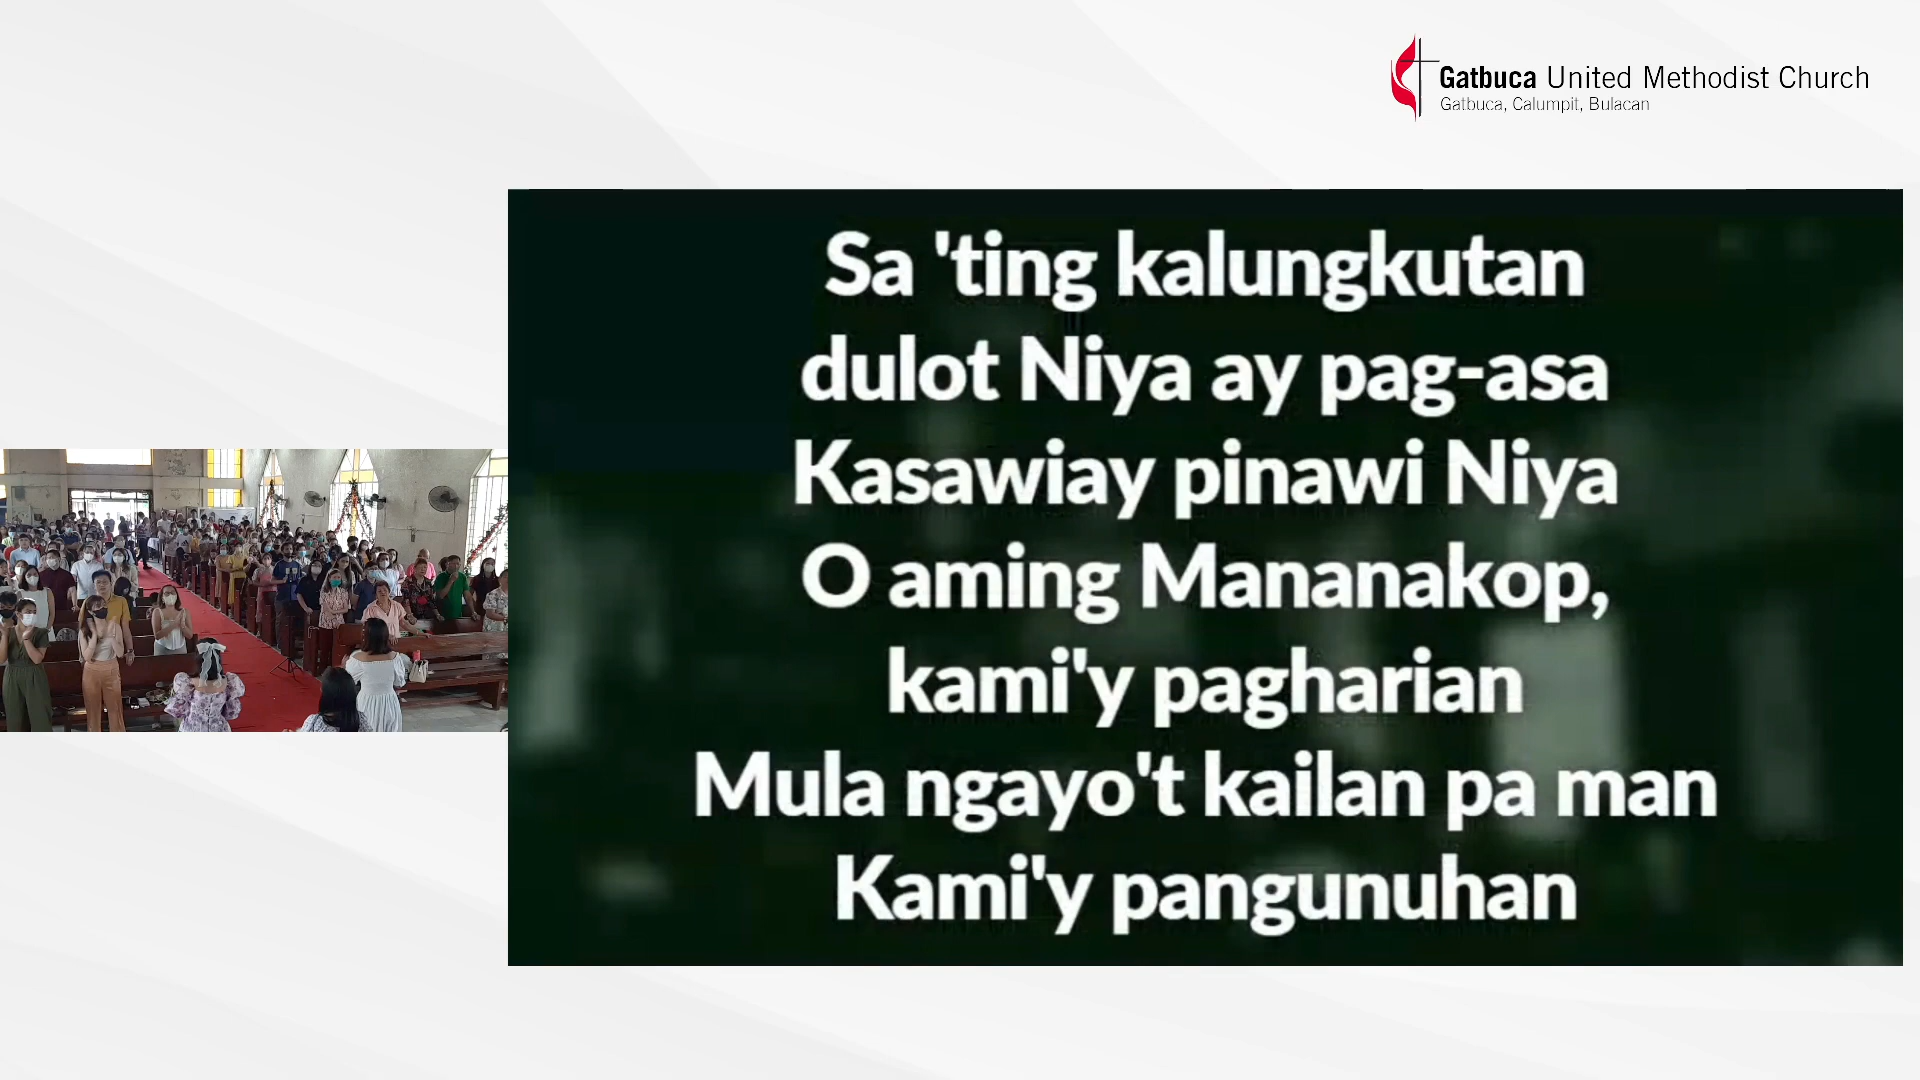 Gatbuca United Methodist Church
Gatbuca, Calumpit, Bulacan
Sa 'ting kalungkutan
dulot Niya ay pag-asa
Kasawiay pinawi Niya
O aming Mananakop,
kami'y pagharian
Mula ngayo't kailan pa man
Kami'y pangunuhan